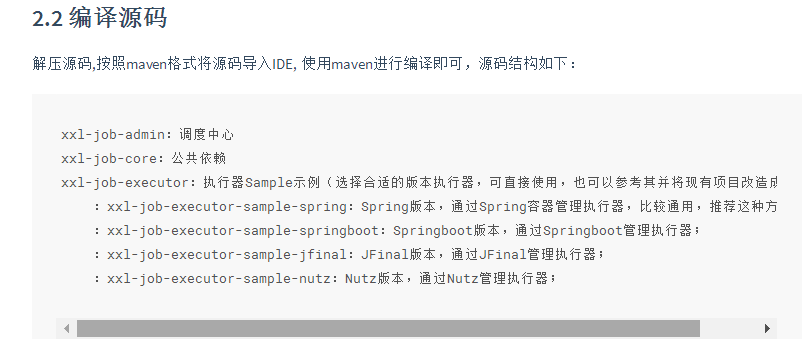 2.2 编译源码
解压源码,按照maven格式将源码导入IDE, 使用maven进行编译即可，源码结构如下：
xxl-job-admin：调度中心
xxl-job-core：公共依赖
xxl-job-executor：执行器Sample示例（选择合适的版本执行器，可直接使用，也可以参考其并将现有项目改造成
：xxl-job-executor-sample-spring：Spring版本，通过Spring容器管理执行器，比较通用，推荐这种方
：xxl-job-executor-sample-springboot：Springboot版本，通过Springboot管理执行器；
：xxl-job-executor-sample-jfinal：JFinal版本，通过JFinal管理执行器；
：xxl-job-executor-sample-nutz：Nutz版本，通过Nutz管理执行器；